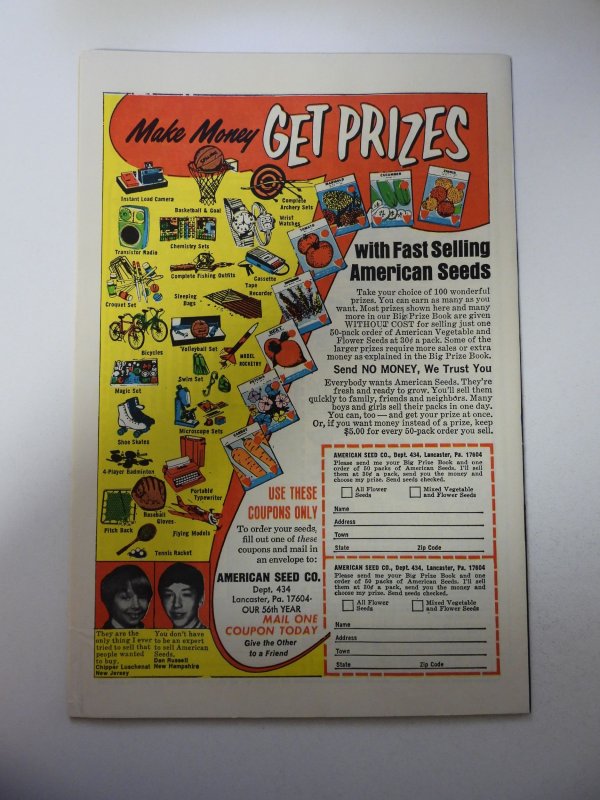 Make Money GET PRIZES
Instant Load Camera
Basketball & Goal
Complete
Archery Sets
Wrist
Watches
Transistor Radio
Chemistry Sets
Complete Fishing Outfits
Cassette
Tape
Recorder
Croquet Set
Sleeping
Bags
Bicycles
Volleyball Set
MODEL
ROCKETRY
Magic Set
Swim Set
Shoe Skates
Microscope Sets
4-Player Badminton
Portable
Typewriter
Pitch Back
Baseball
Gloves
Flying Models
Tennis Racket
MARIGOLD
CUCUMBER
ZINNIA
TOMATO
BEET
CARROT
with Fast Selling
American Seeds
Take your choice of 100 wonderful
prizes. You can earn as many as you
want. Most prizes shown here and many
more in our Big Prize Book are given
WITHOUT COST for selling just one
50-pack order of American Vegetable and
Flower Seeds at 30¢ a pack. Some of the
larger prizes require more sales or extra
money as explained in the Big Prize Book.
Send NO MONEY, We Trust You
Everybody wants American Seeds. They're
fresh and ready to grow. You'll sell them
quickly to family, friends and neighbors. Many
boys and girls sell their packs in one day.
You can, too — and get your prize at once.
Or, if you want money instead of a prize, keep
$5.00 for every 50-pack order you sell.
USE THESE
COUPONS ONLY
To order your seeds,
fill out one of these
coupons and mail in
an envelope to:
AMERICAN SEED CO.
Dept. 434
Lancaster, Pa. 17604
OUR 56th YEAR
MAIL ONE
COUPON TODAY
Give the Other
to a Friend
They are the
only thing I ever
tried to sell that
people wanted
to buy.
Chipper Luschenat
New Jersey
You don't have
to be an expert
to sell American
Seeds.
Dan Russell
New Hampshire
AMERICAN SEED CO., Dept. 434, Lancaster, Pa. 17604
Please send me your Big Prize Book and one
order of 50 packs of American Seeds. I'll sell
them at 30¢ a pack, send you the money and
choose my prize. Send seeds checked.
All Flower
Seeds
Mixed Vegetable
and Flower Seeds
Name
Address
Town
State Zip Code
AMERICAN SEED CO., Dept. 434, Lancaster, Pa. 17604
Please send me your Big Prize Book and one
order of 50 packs of American Seeds. I'll sell
them at 30¢ a pack, send you the money and
choose my prize. Send seeds checked.
All Flower
Seeds
Mixed Vegetable
and Flower Seeds
Name
Address
Town
State Zip Code